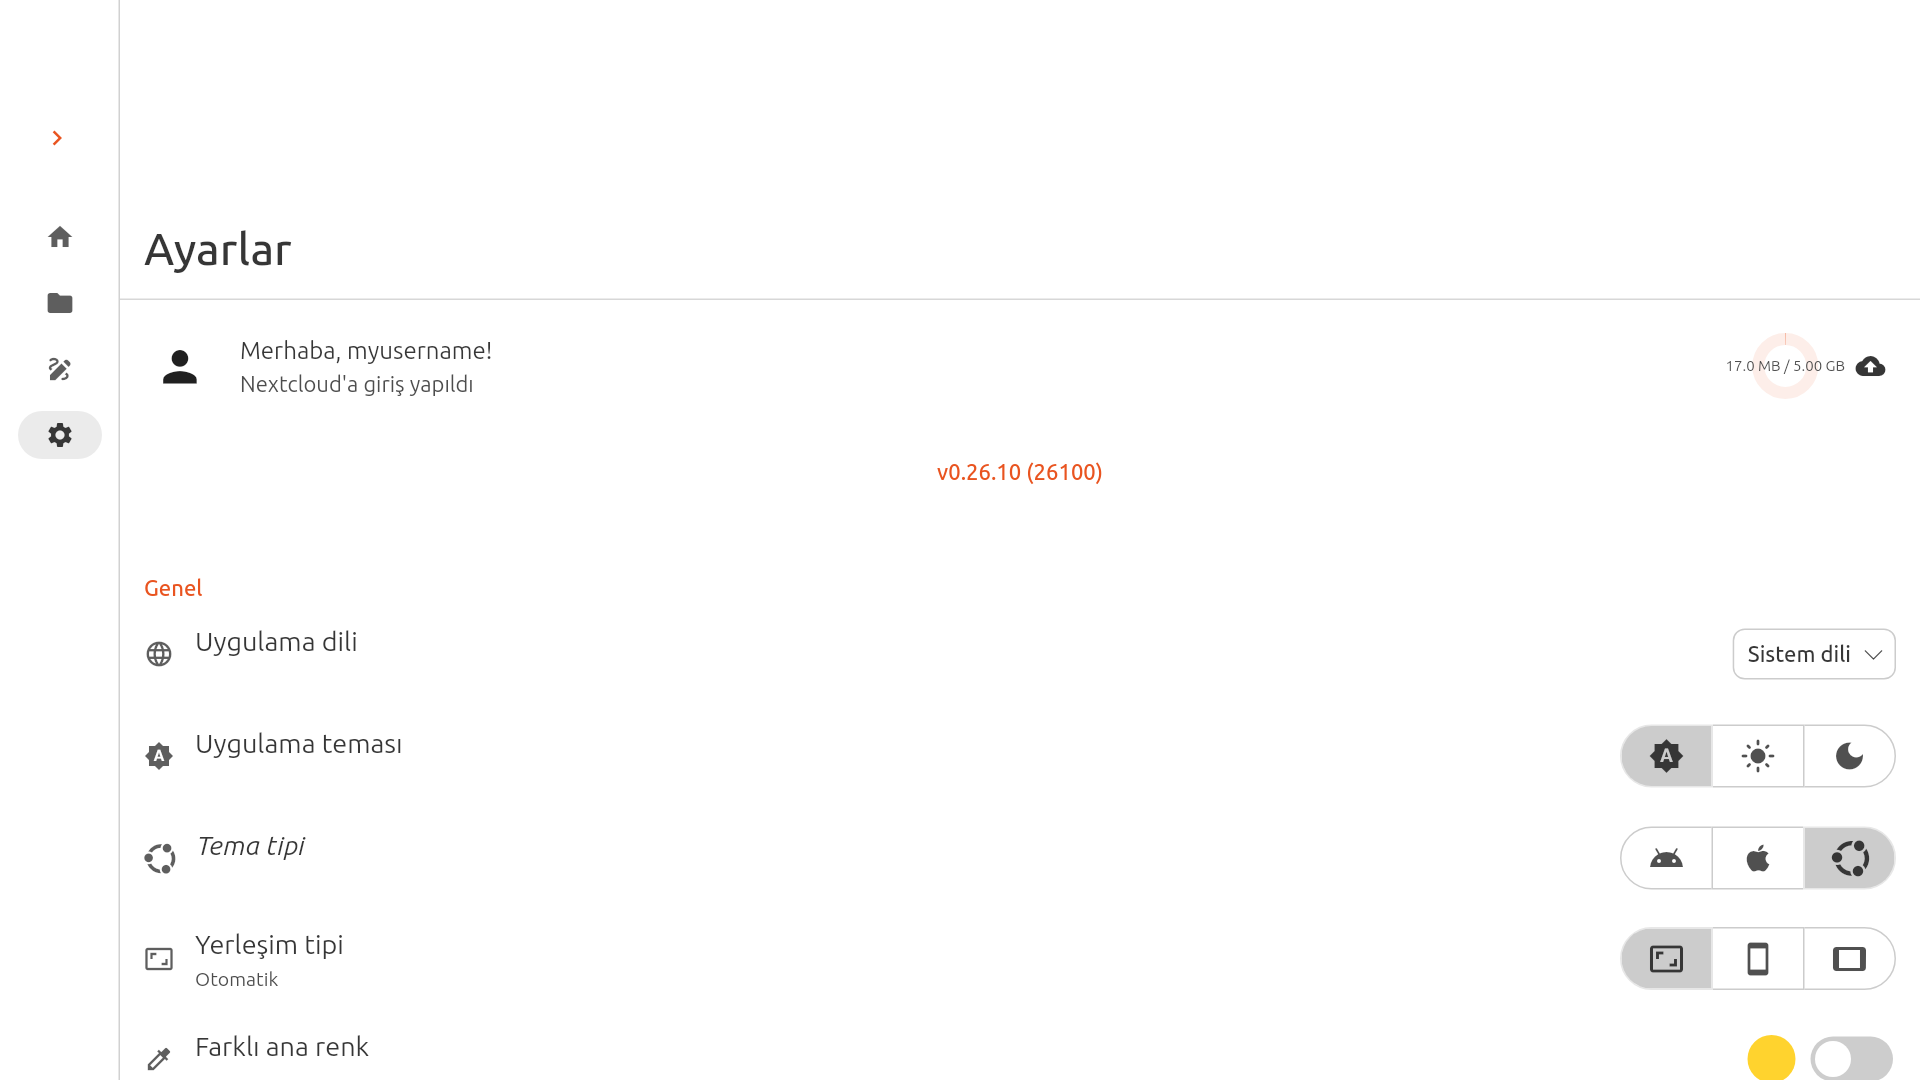 Ayarlar
Merhaba, myusername!
Nextcloud'a giriş yapıldı
17.0 MB / 5.00 GB
v0.26.10 (26100)
Genel
Uygulama dili
Sistem dili
Uygulama teması
Tema tipi
Yerleşim tipi
Otomatik
Farklı ana renk